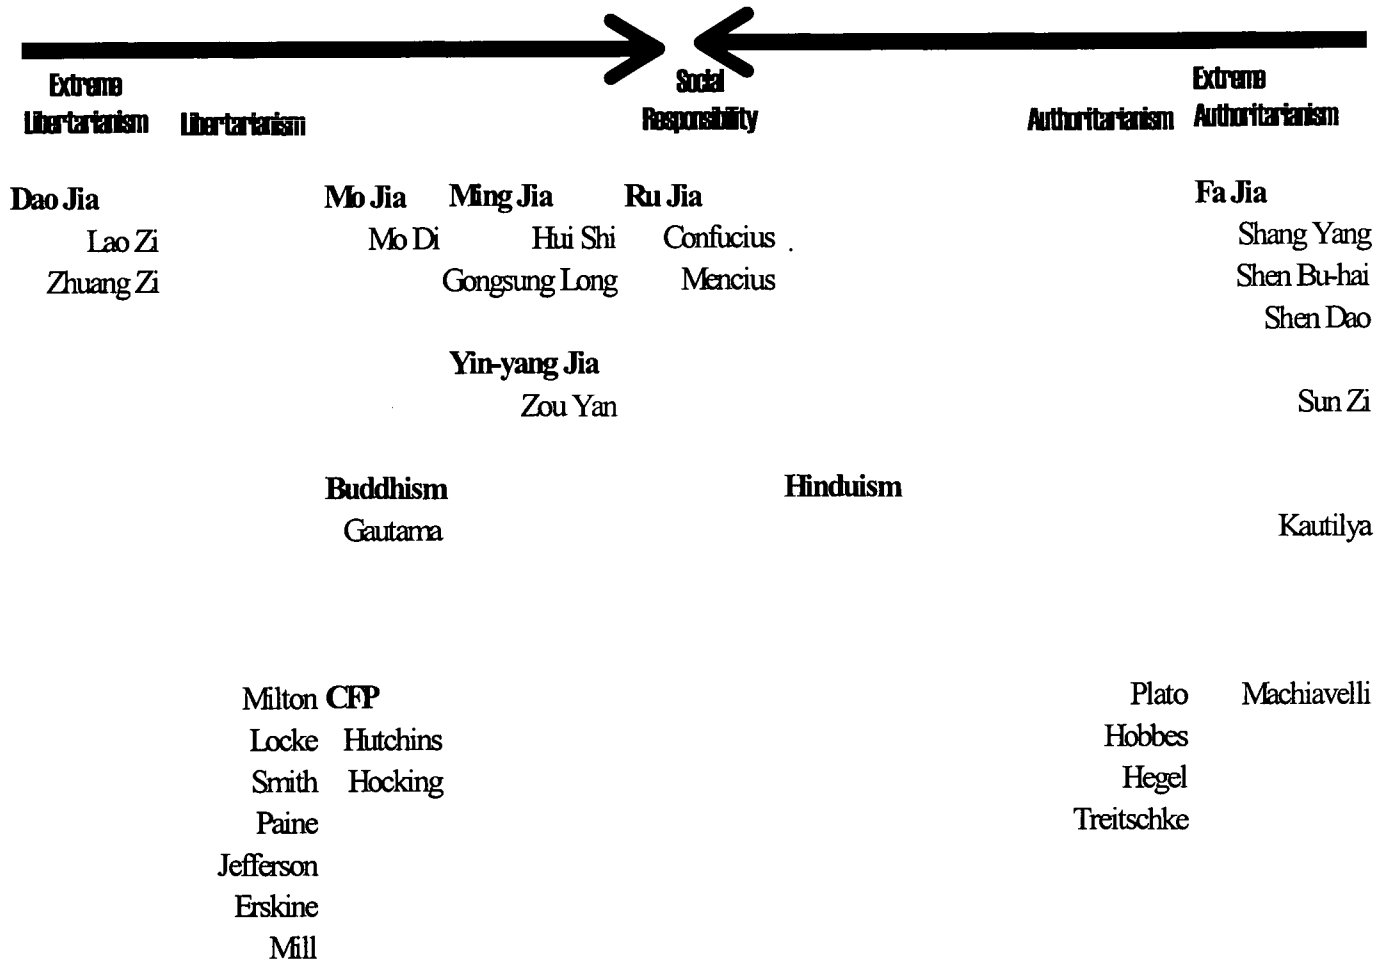 Extreme Libertarianism Libertarianism Social Responsibility Authoritarianism Extreme Authoritarianism
Dao Jia Mo Jia Ming Jia Ru Jia Fa Jia
Lao Zi Mo Di Hui Shi Confucius Shang Yang
Zhuang Zi Gongsung Long Mencius Shen Bu-hai
Shen Dao
Yin-yang Jia
Zou Yan Sun Zi
Buddhism Hinduism
Gautama Kautilya
Milton CFP Plato Machiavelli
Locke Hutchins Hobbes
Smith Hocking Hegel
Paine Treitschke
Jefferson
Erskine
Mill